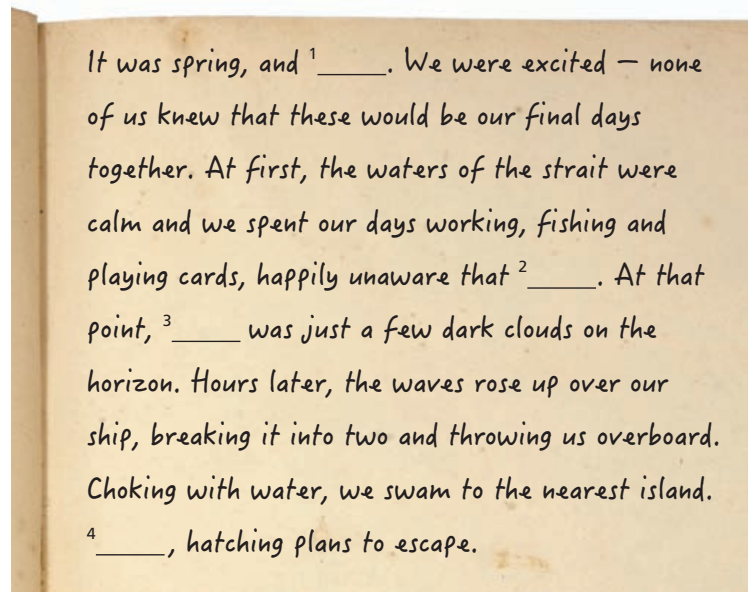 It was spring, and ¹_____. We were excited – none
of us knew that these would be our final days
together. At first, the waters of the strait were
calm and we spent our days working, fishing and
playing cards, happily unaware that ²_____. At that
point, ³_____ was just a few dark clouds on the
horizon. Hours later, the waves rose up over our
ship, breaking it into two and throwing us overboard.
Choking with water, we swam to the nearest island.
⁴_____, hatching plans to escape.